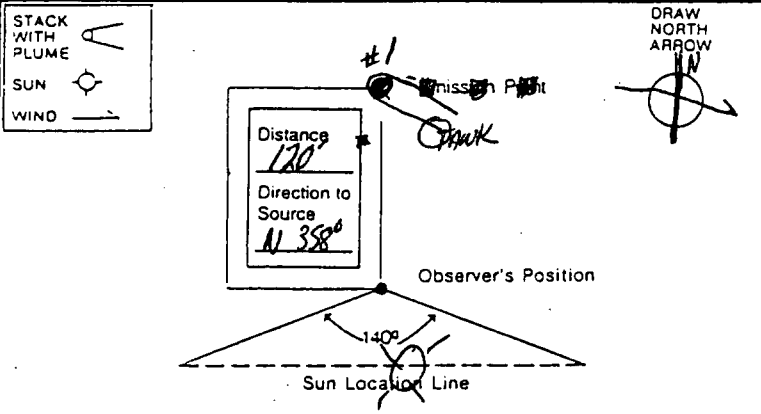 STACK
WITH
PLUME
SUN
WIND
DRAW
NORTH
ARROW
N
#1
Emission Point
TANK
Distance
120'
Direction to
Source
N 358°
Observer's Position
140°
Sun Location Line